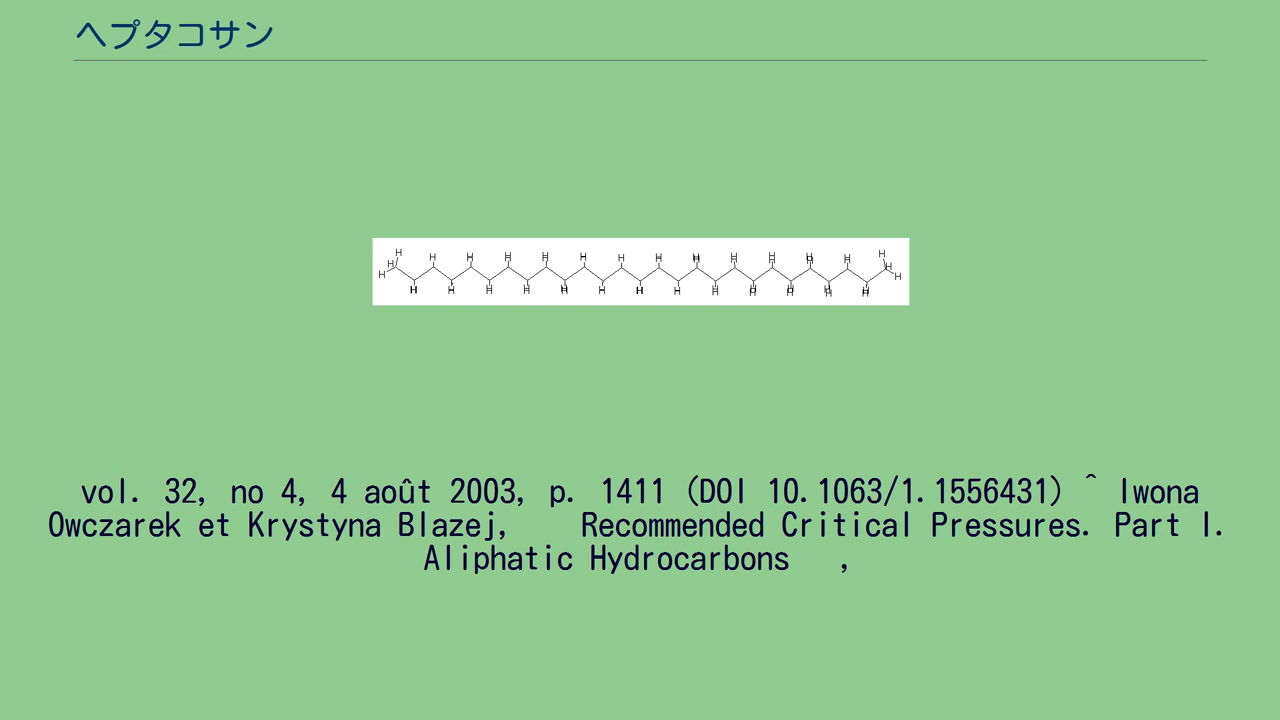 ヘプタコサン
vol. 32, no 4, 4 août 2003, p. 1411 (DOI 10.1063/1.1556431) ^ Iwona
Owczarek et Krystyna Blazej,    Recommended Critical Pressures. Part I.
Aliphatic Hydrocarbons   ,